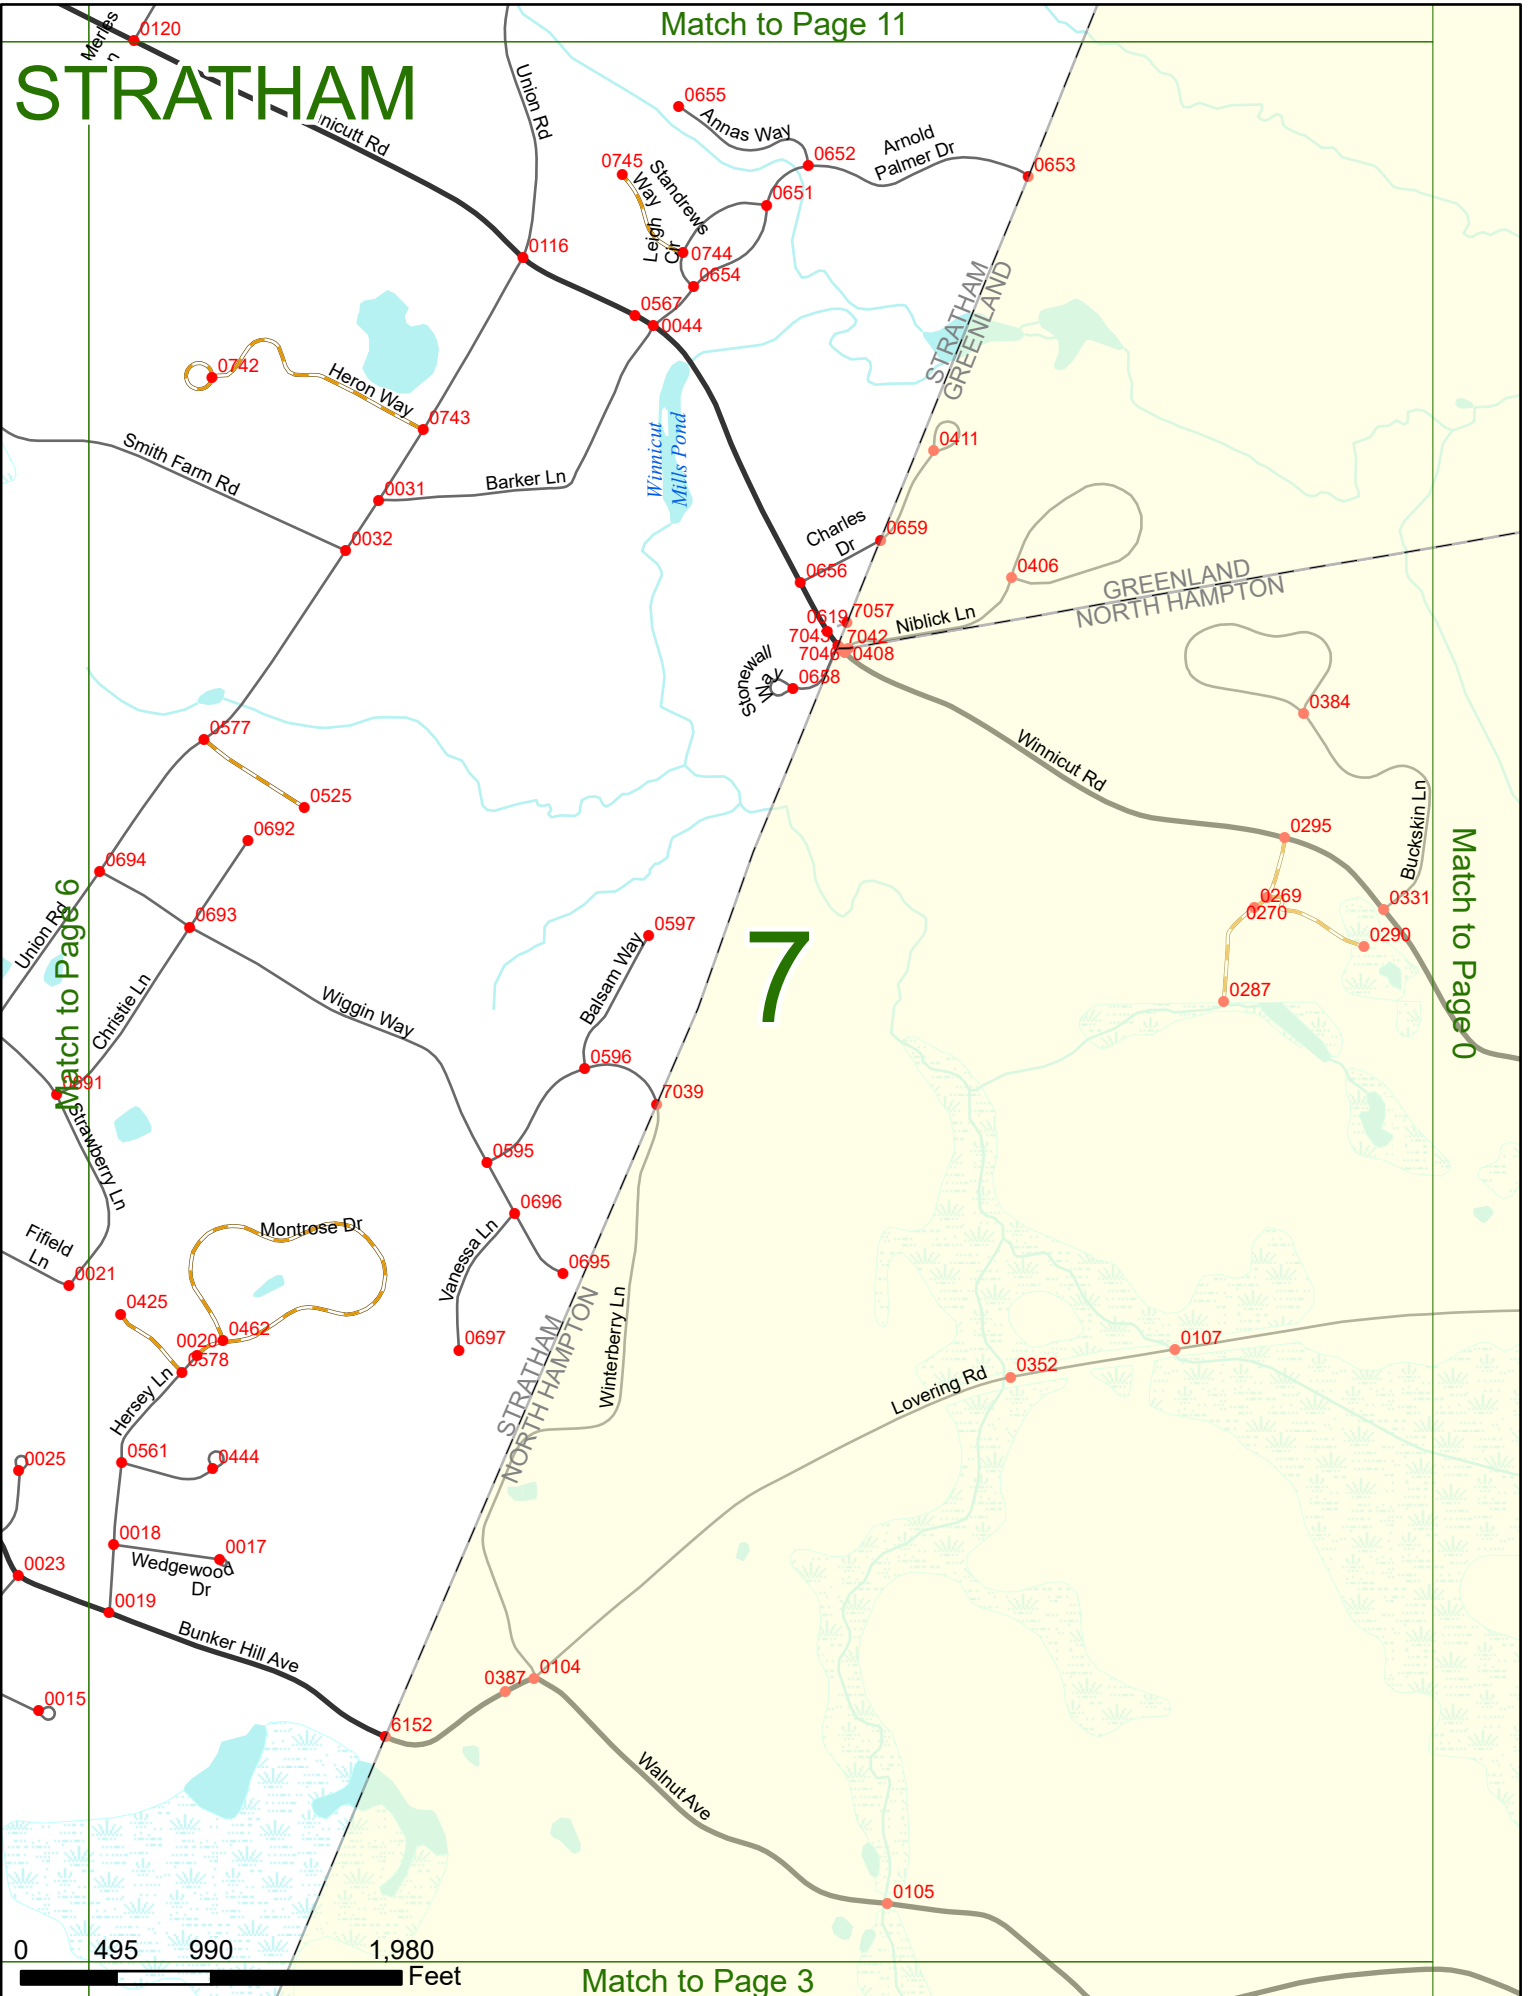 Match to Page 11
Merles
0120
STRATHAM
nicutt Rd
Union Rd
0655
Annas Way
0652
Arnold
Palmer Dr
0653
0745
Standrews
Cir
Leigh
Way
0651
0116
0744
0654
0567
0044
STRATHAM
GREENLAND
0742
Heron Way
0743
Winnicut
Mills Pond
0411
Smith Farm Rd
Barker Ln
0031
0032
Charles
Dr
0659
0656
0406
GREENLAND
NORTH HAMPTON
7057
0619
7043
7042
7046
0408
Niblick Ln
Stonewall
Way
0658
0384
0577
Winnicut Rd
0525
0692
0295
Buckskin Ln
0694
Match to Page 6
Union Rd
0693
0269
0270
0331
0290
Match to Page 0
0597
Balsam Way
7
0287
Christie Ln
Wiggin Way
0596
0691
7039
Strawberry Ln
0595
0696
Fifield
Ln
Montrose Dr
Vanessa Ln
0695
0021
0425
0462
0020
0578
0697
STRATHAM
NORTH HAMPTON
Winterberry Ln
0107
0352
Lovering Rd
Hersey Ln
0561
0444
0025
0018
0017
Wedgewood
Dr
0023
0019
Bunker Hill Ave
0387
0104
0015
6152
Walnut Ave
0105
0 495 990 1,980
Feet
Match to Page 3